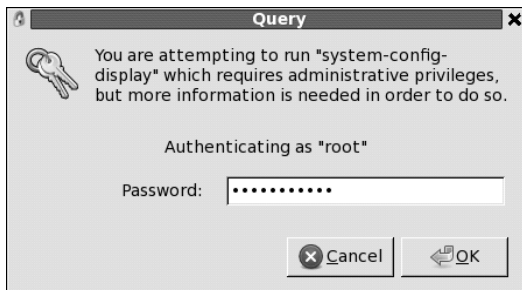 Query
You are attempting to run "system-config-
display" which requires administrative privileges,
but more information is needed in order to do so.
Authenticating as "root"
Password: •••••••••••
Cancel OK